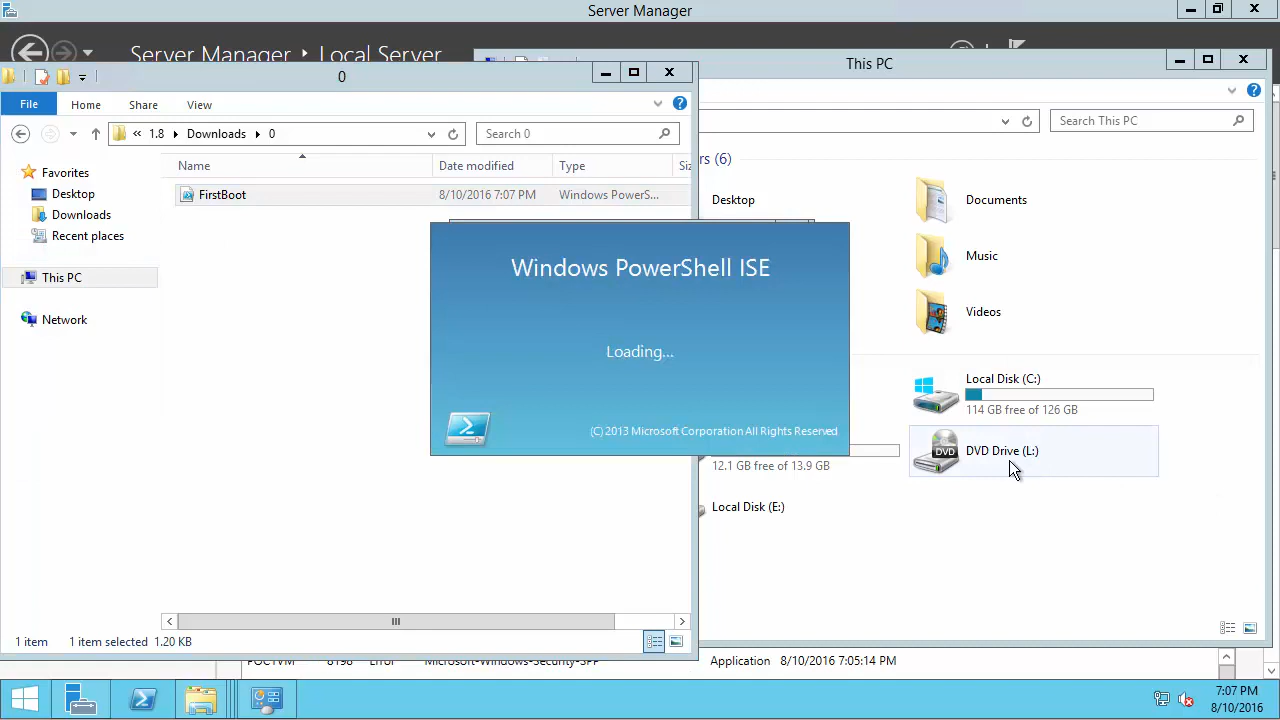 Server Manager
Server Manager ‣ Local Server
0
This PC
File Home Share View
« 1.8 ▸ Downloads ▸ 0
Search 0
Search This PC
Favorites
Desktop
Downloads
Recent places
This PC
Network
Name Date modified Type Siz
FirstBoot 8/10/2016 7:07 PM Windows PowerS...
rs (6)
Desktop
Documents
Music
Videos
Windows PowerShell ISE
Loading...
(C) 2013 Microsoft Corporation All Rights Reserved
Local Disk (C:)
114 GB free of 126 GB
DVD
DVD Drive (L:)
12.1 GB free of 13.9 GB
Local Disk (E:)
1 item 1 item selected 1.20 KB
POCTVM 8198 Error Microsoft-Windows-Security-SPP Application 8/10/2016 7:05:14 PM
7:07 PM
8/10/2016